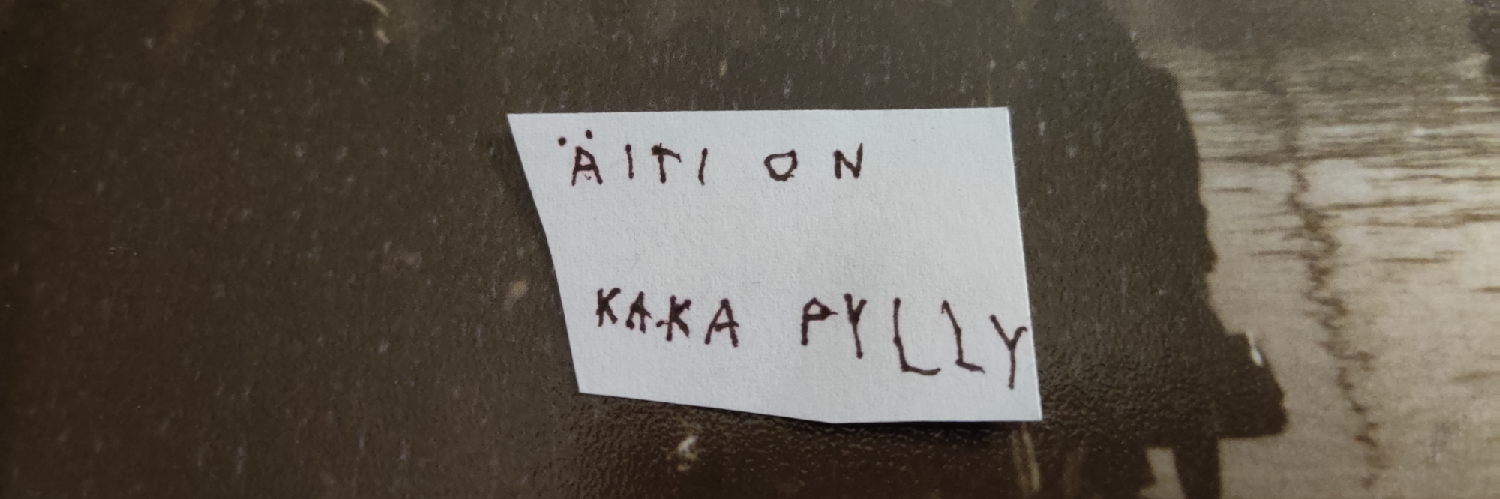 ÄITI ON
KAKA PYLLY